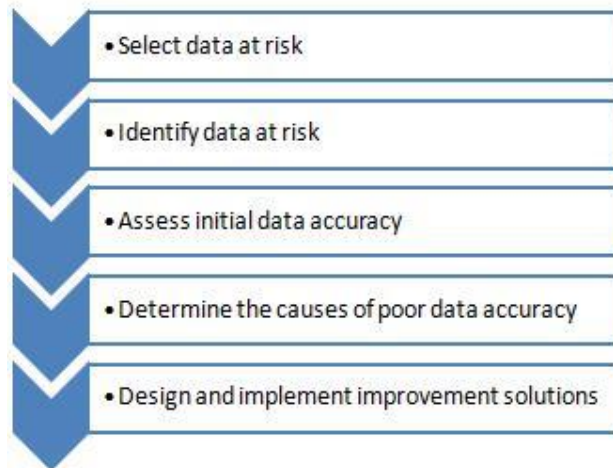 • Select data at risk
• Identify data at risk
• Assess initial data accuracy
• Determine the causes of poor data accuracy
• Design and implement improvement solutions